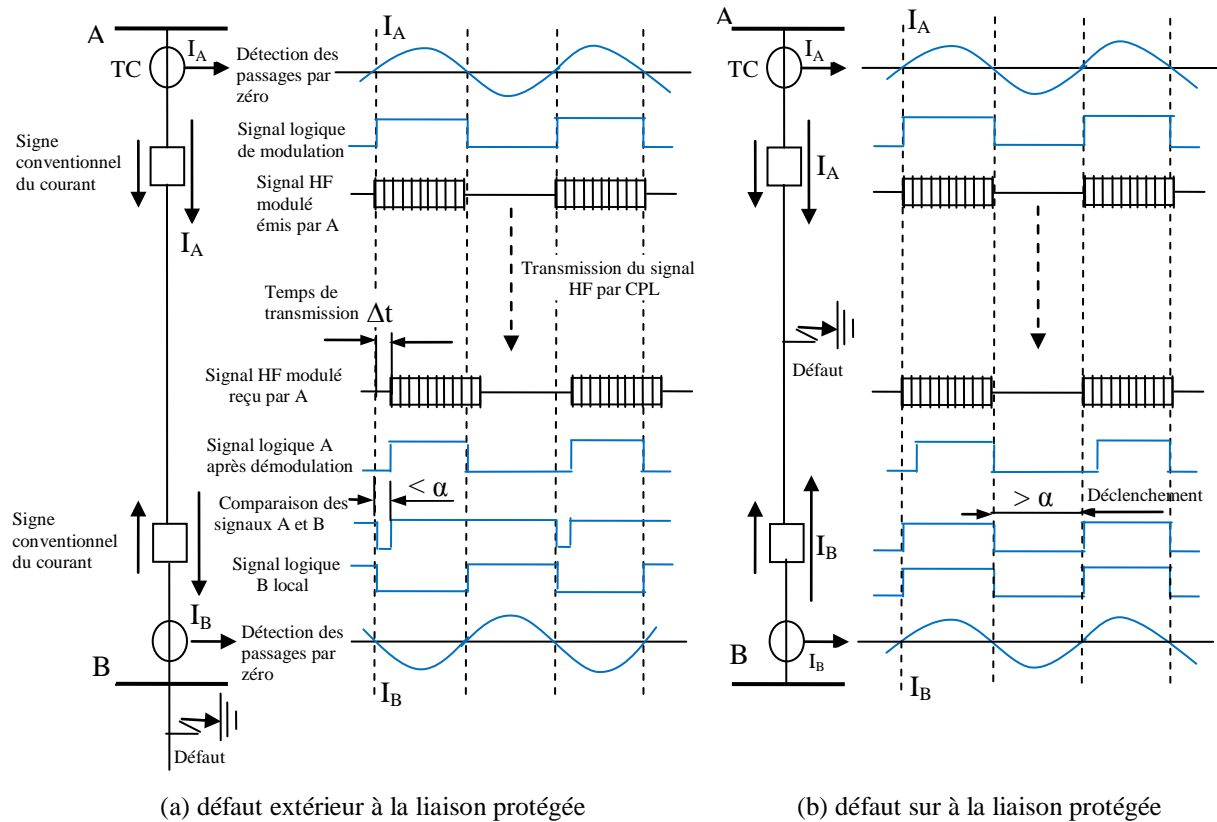 A
I_A
TC
I_A
Détection des
passages par
zéro
Signal logique
de modulation
Signe
conventionnel
du courant
Signal HF
modulé
émis par A
I_A
Transmission du signal
HF par CPL
Temps de
transmission
Δt
Signal HF modulé
reçu par A
Signal logique A
après démodulation
< α
Comparaison des
signaux A et B
Signe
conventionnel
du courant
Signal logique
B local
I_B
Détection des
passages par
zéro
B
I_B
Défaut
(a) défaut extérieur à la liaison protégée
B
I_A
I_A
TC
I_A
Défaut
> α
Déclenchement
I_B
B
I_B
I_B
(b) défaut sur à la liaison protégée